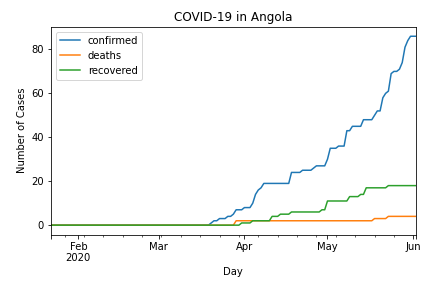 COVID-19 in Angola
confirmed
deaths
recovered
Number of Cases
80
60
40
20
0
Feb
2020
Mar
Apr
May
Jun
Day